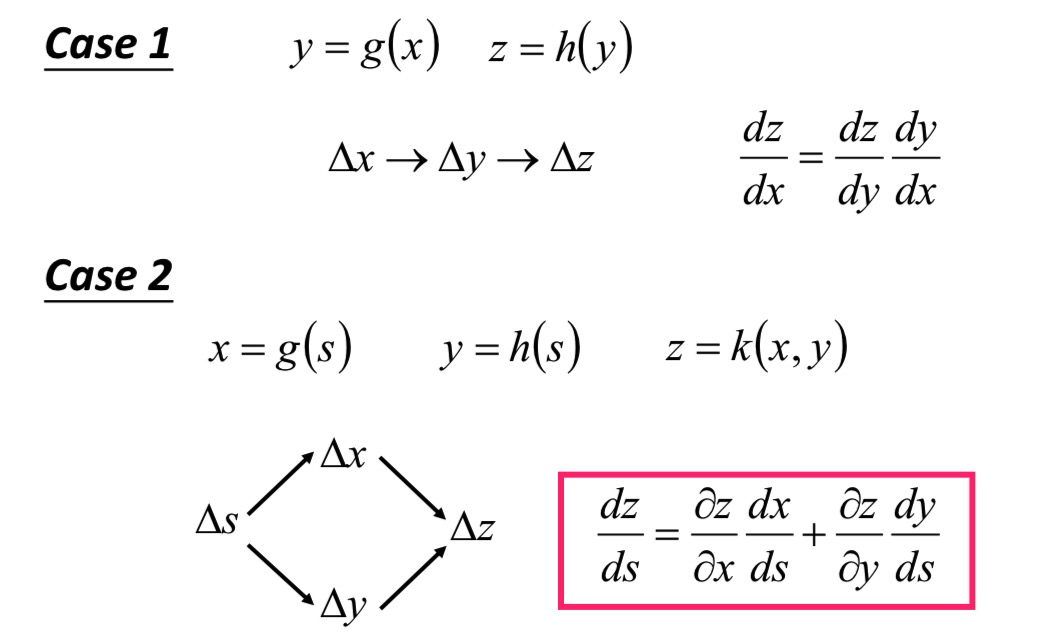 Case 1 y = g(x) z = h(y)
Δx → Δy → Δz dz/dx = dz/dy dy/dx
Case 2
x = g(s) y = h(s) z = k(x, y)
Δx
Δs Δz dz/ds = ∂z/∂x dx/ds + ∂z/∂y dy/ds
Δy